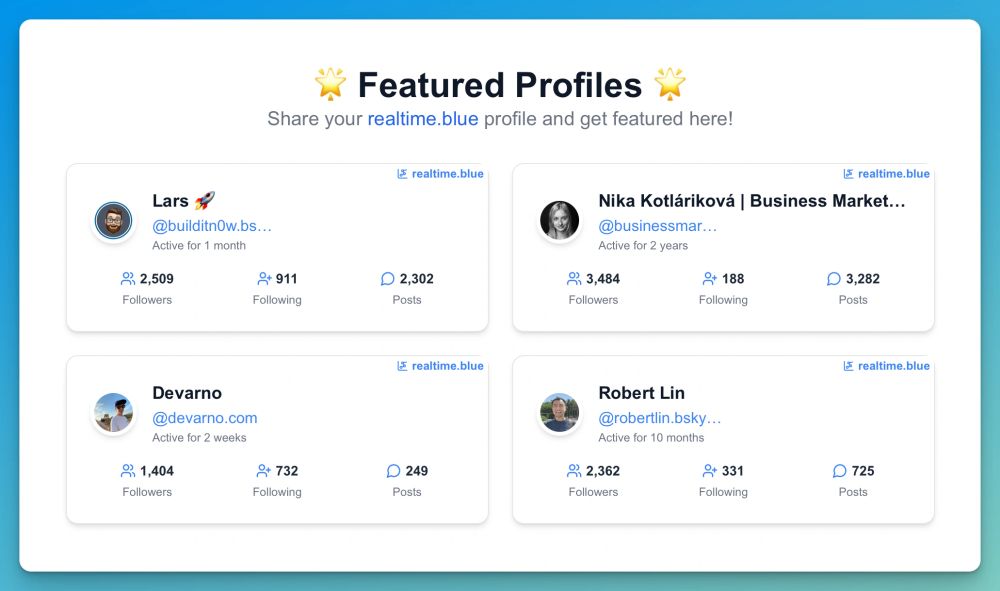 🌟 Featured Profiles 🌟
Share your realtime.blue profile and get featured here!
realtime.blue
Lars 🚀
@builditn0w.bs…
Active for 1 month
2,509 911 2,302
Followers Following Posts
realtime.blue
Nika Kotláriková | Business Market…
@businessmar…
Active for 2 years
3,484 188 3,282
Followers Following Posts
realtime.blue
Devarno
@devarno.com
Active for 2 weeks
1,404 732 249
Followers Following Posts
realtime.blue
Robert Lin
@robertlin.bsky…
Active for 10 months
2,362 331 725
Followers Following Posts